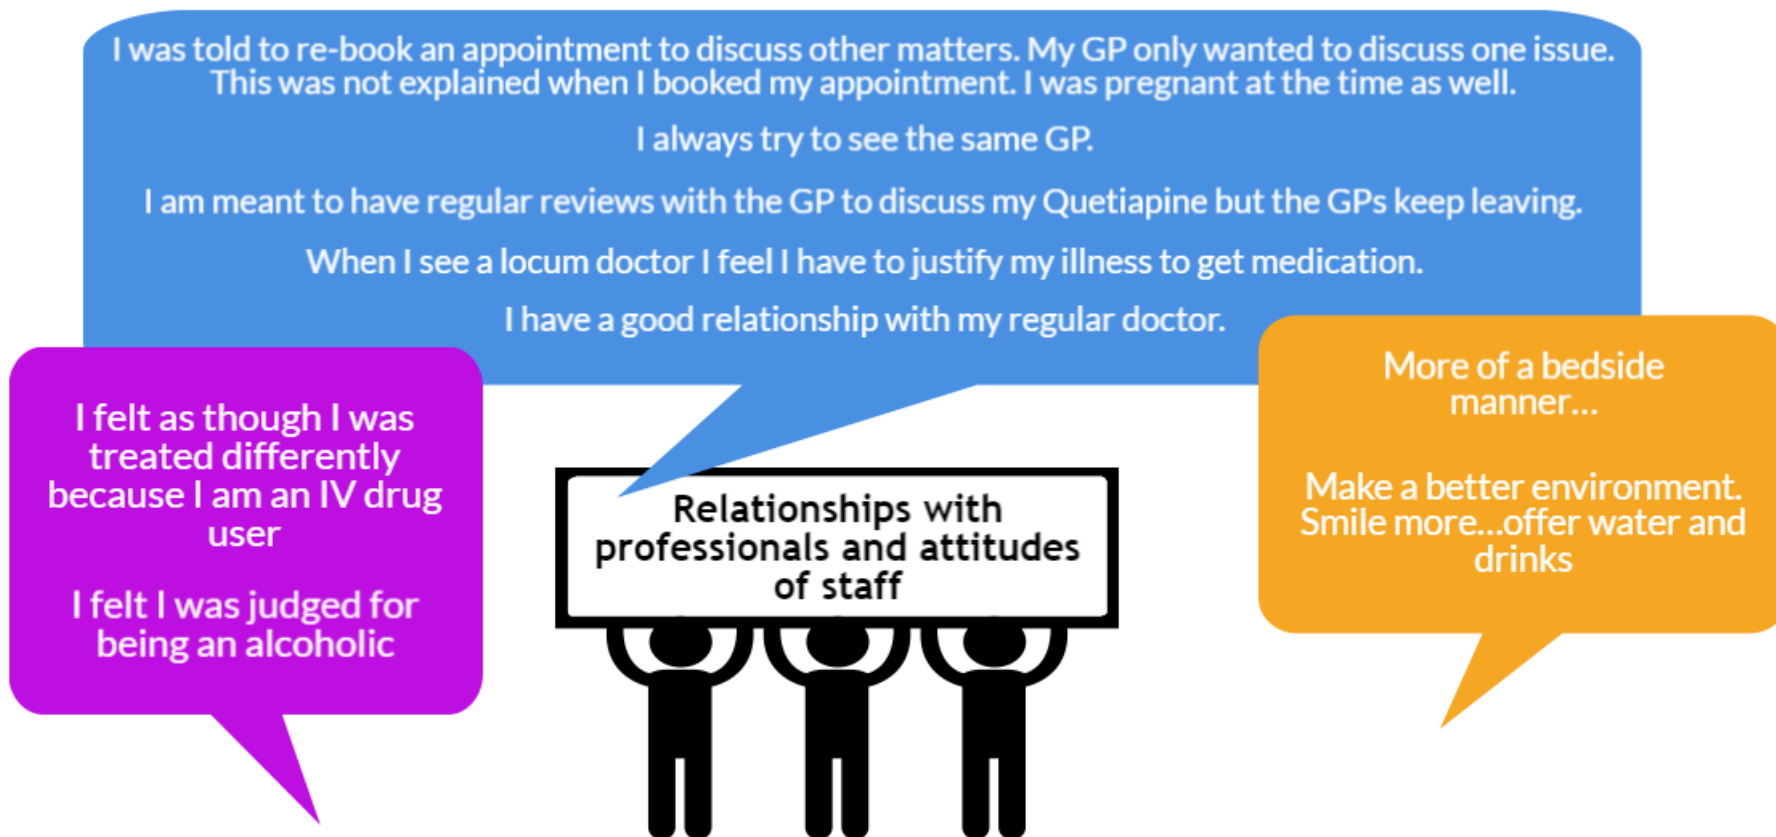 I was told to re-book an appointment to discuss other matters. My GP only wanted to discuss one issue.
This was not explained when I booked my appointment. I was pregnant at the time as well.
I always try to see the same GP.
I am meant to have regular reviews with the GP to discuss my Quetiapine but the GPs keep leaving.
When I see a locum doctor I feel I have to justify my illness to get medication.
I have a good relationship with my regular doctor.
I felt as though I was
treated differently
because I am an IV drug
user
I felt I was judged for
being an alcoholic
Relationships with
professionals and attitudes
of staff
More of a bedside
manner...
Make a better environment.
Smile more...offer water and
drinks